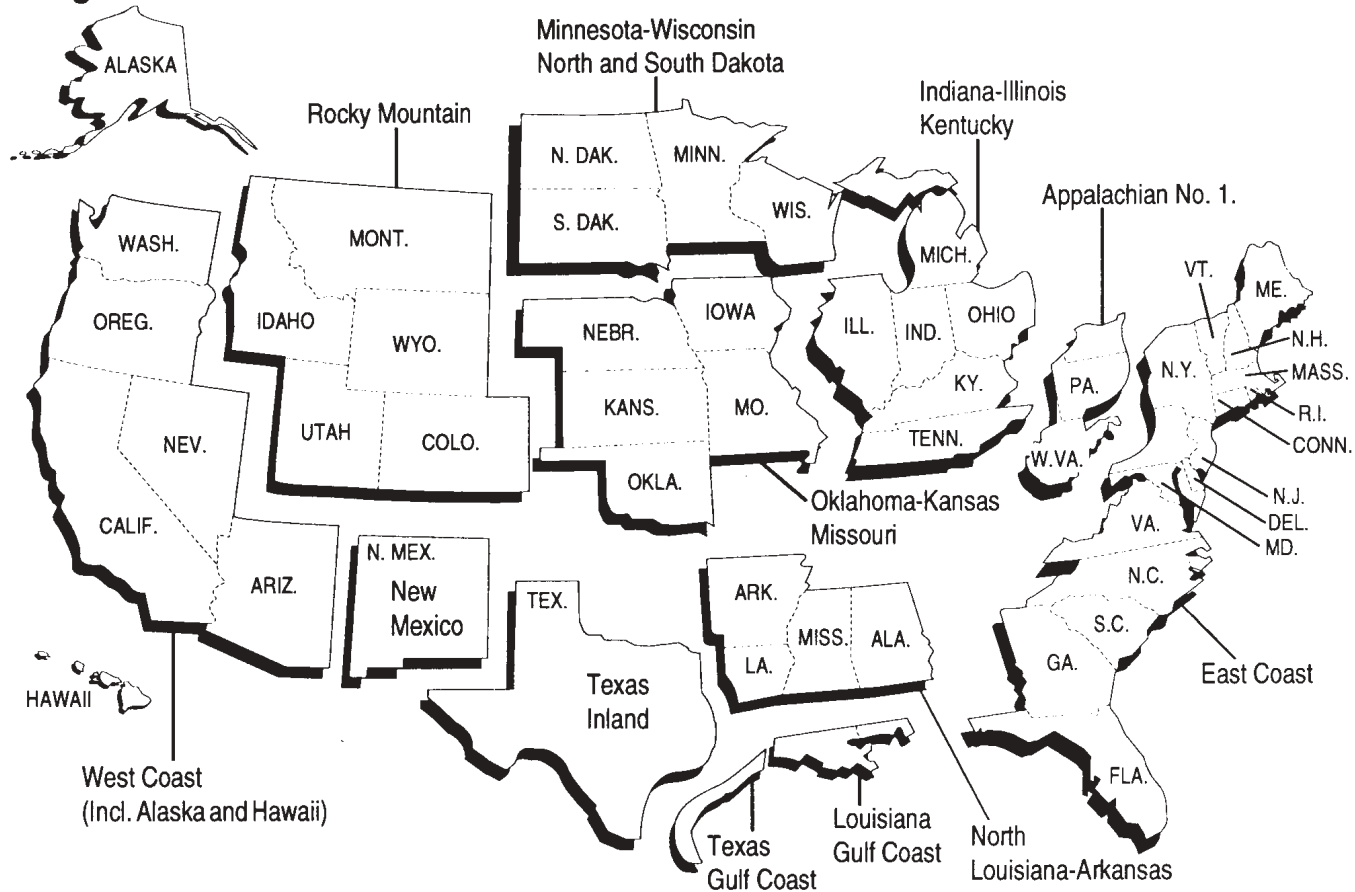 ALASKA
Minnesota-Wisconsin
North and South Dakota
Rocky Mountain
Indiana-Illinois
Kentucky
Appalachian No. 1.
N. DAK.
MINN.
S. DAK.
WIS.
WASH.
MONT.
MICH.
VT.
ME.
OREG.
IDAHO
WYO.
NEBR.
IOWA
ILL.
IND.
OHIO
N.H.
MASS.
PA.
N.Y.
R.I.
CONN.
KY.
NEV.
UTAH
COLO.
KANS.
MO.
TENN.
W.VA.
OKLA.
N.J.
DEL.
MD.
Oklahoma-Kansas
Missouri
CALIF.
VA.
ARIZ.
N. MEX.
New
Mexico
TEX.
ARK.
N.C.
MISS.
ALA.
S.C.
LA.
GA.
East Coast
HAWAII
Texas
Inland
West Coast
(Incl. Alaska and Hawaii)
FLA.
Texas
Gulf Coast
Louisiana
Gulf Coast
North
Louisiana-Arkansas